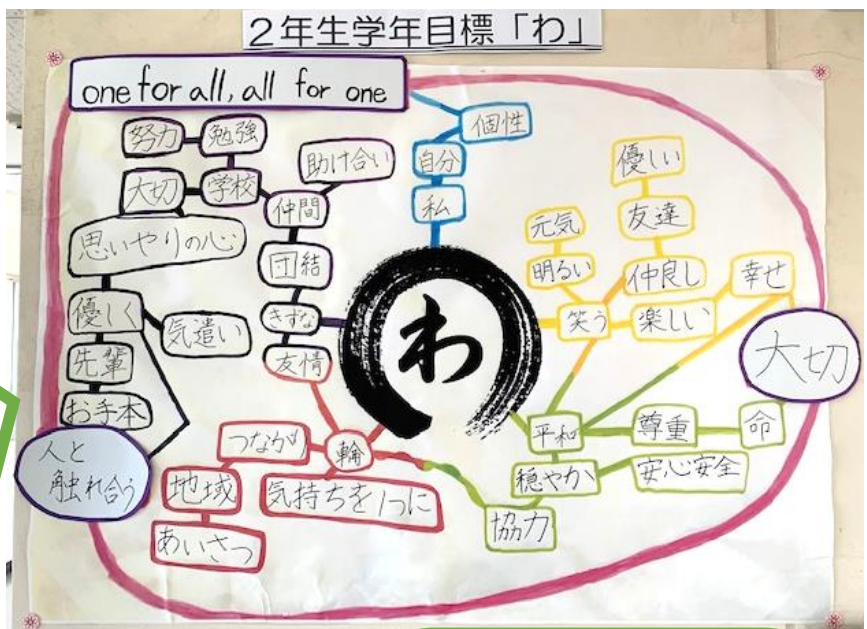 2年生学年目標「わ」
one for all, all for one
個性
自分
私
努力
勉強
助け合い
大切
学校
仲間
思いやりの心
団結
優しく
気遣い
きずな
先輩
友情
お手本
人と
触れ合う
わ
優しい
友達
元気
明るい
仲良し
幸せ
笑う
楽しい
大切
つながり
輪
地域
気持ちを1つに
あいさつ
平和
尊重
命
穏やか
安心安全
協力